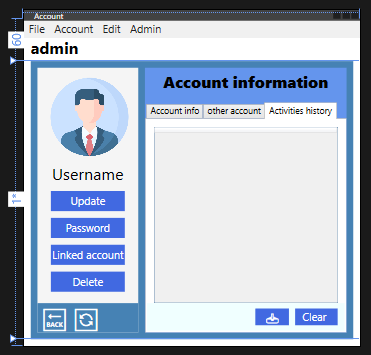 Account
File Account Edit Admin
admin
60
1*
Account information
Account info other account Activities history
Username
Update
Password
Linked account
Delete
BACK
Clear